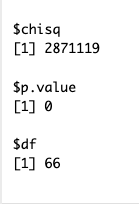 $chisq
[1] 2871119
$p.value
[1] 0
$df
[1] 66